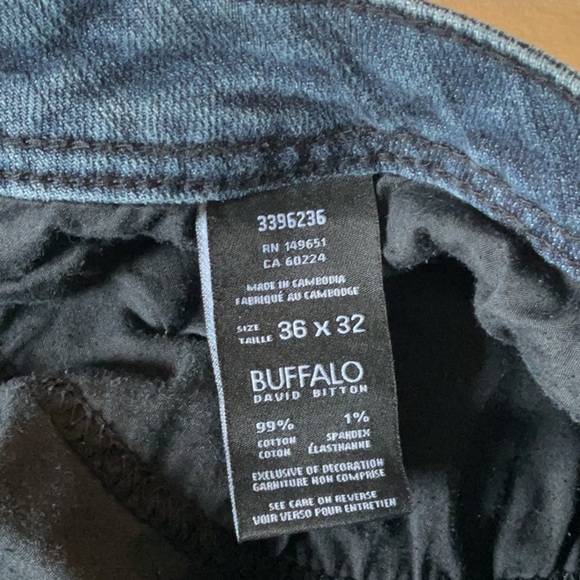 3396236
RN 149651
CA 60224
MADE IN CAMBODIA
FABRIQUÉ AU CAMBODGE
SIZE
TAILLE 36 X 32
BUFFALO
DAVID BITTON
99% 1%
COTTON SPANDEX
COTON ÉLASTHANNE
EXCLUSIVE OF DECORATION
GARNITURE NON COMPRISE
SEE CARE ON REVERSE
VOIR VERSO POUR ENTRETIEN